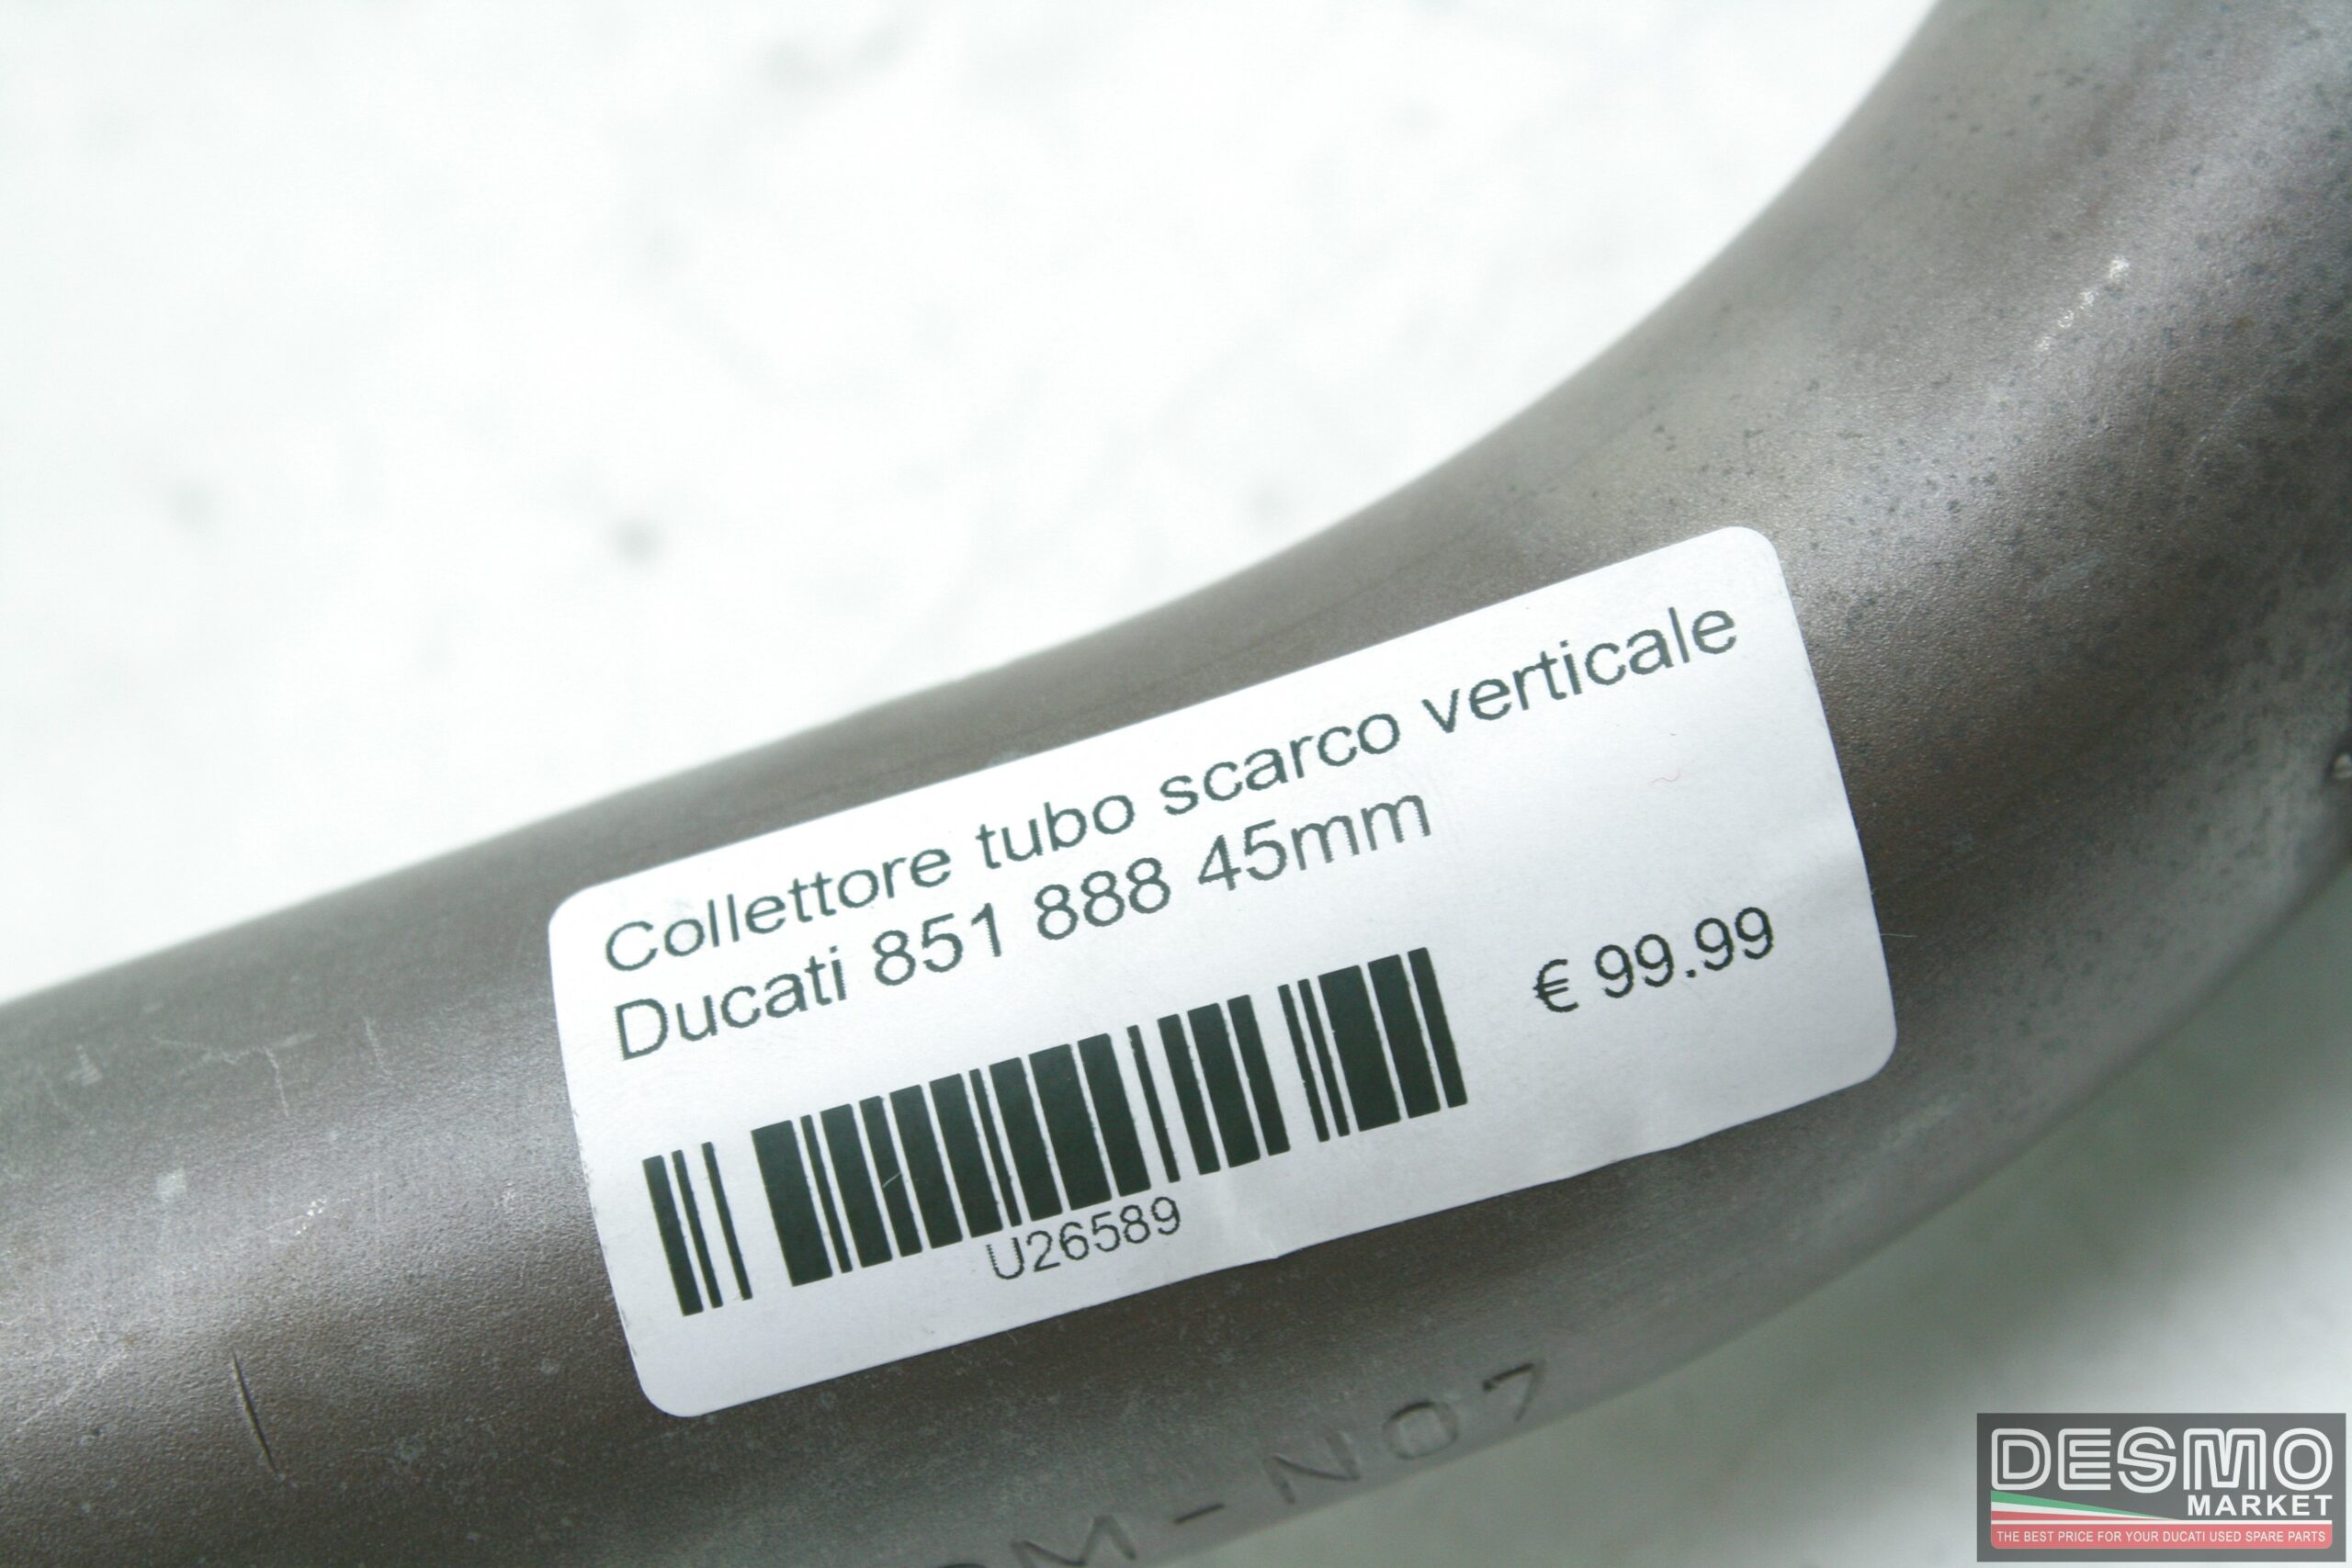 Collettore tubo scarco verticale
Ducati 851 888 45mm
€ 99.99
U26589
M-N07
DESMO
MARKET
THE BEST PRICE FOR YOUR DUCATI USED SPARE PARTS